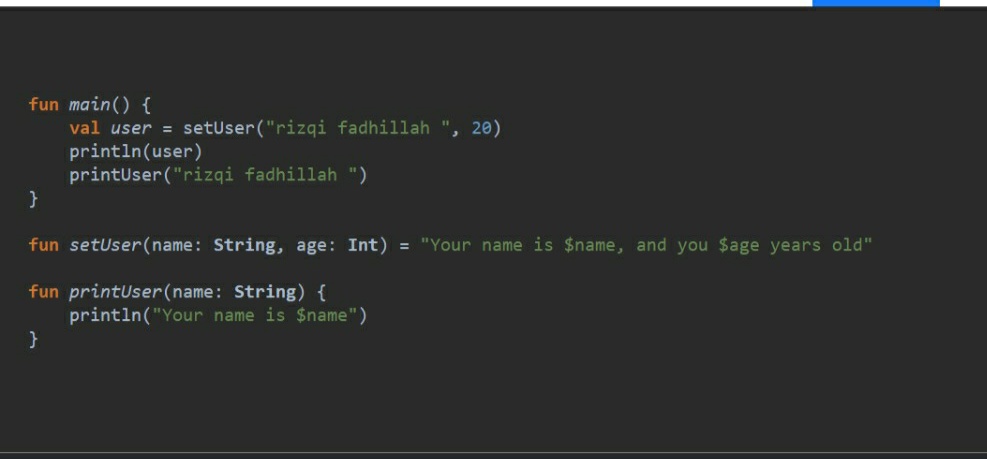 fun main() {
    val user = setUser("rizqi fadhillah ", 20)
    println(user)
    printUser("rizqi fadhillah ")
}
fun setUser(name: String, age: Int) = "Your name is $name, and you $age years old"
fun printUser(name: String) {
    println("Your name is $name")
}